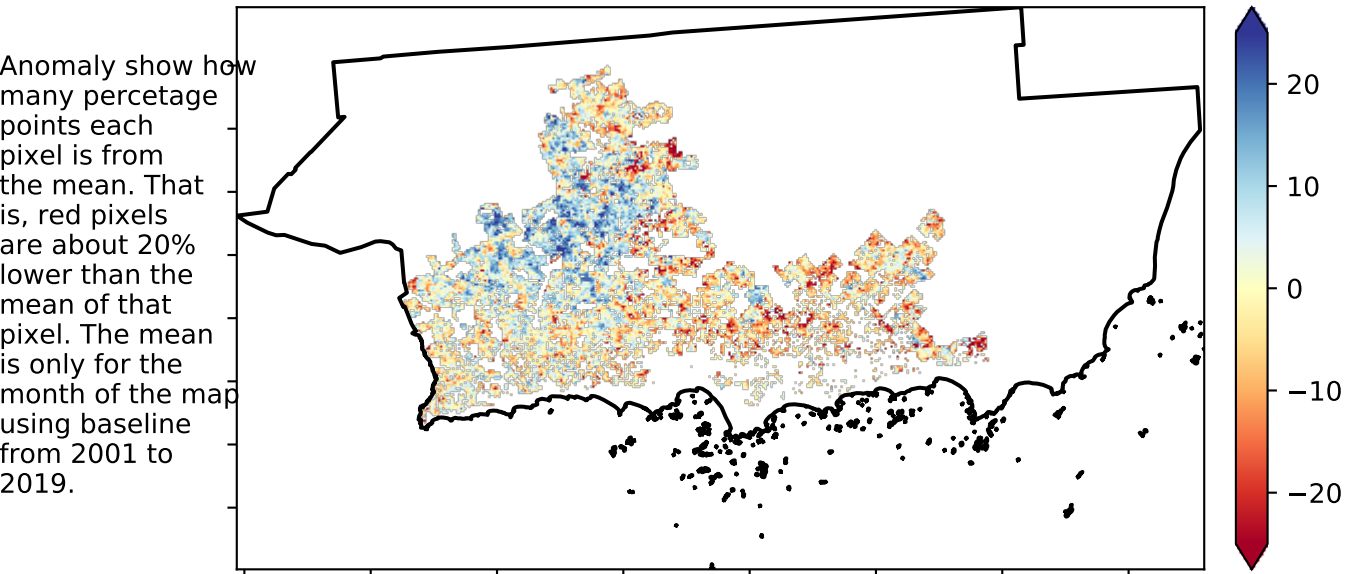 Anomaly show how
many percetage
points each
pixel is from
the mean. That
is, red pixels
are about 20%
lower than the
mean of that
pixel. The mean
is only for the
month of the map
using baseline
from 2001 to
2019.
20
10
0
−10
−20